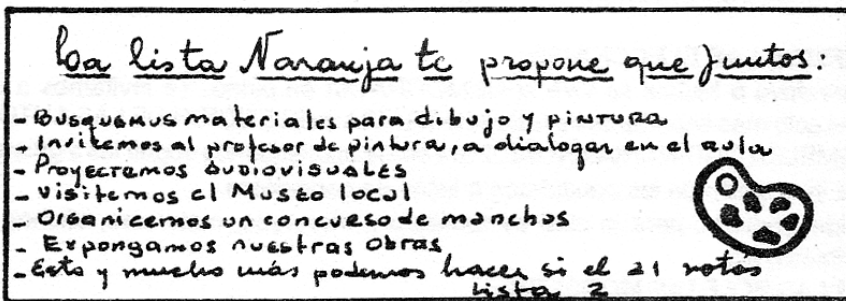 La lista Naranja te propone que juntos:
- Busquemos materiales para dibujo y pintura
- Invitemos al profesor de pintura, a dialogar en el aula
- Proyectemos Audiovisuales
- Visitemos el Museo local
- Organicemos un concurso de manchas
- Expongamos nuestras obras
- Esto y mucho más podemos hacer si el 21 votas
Lista 2